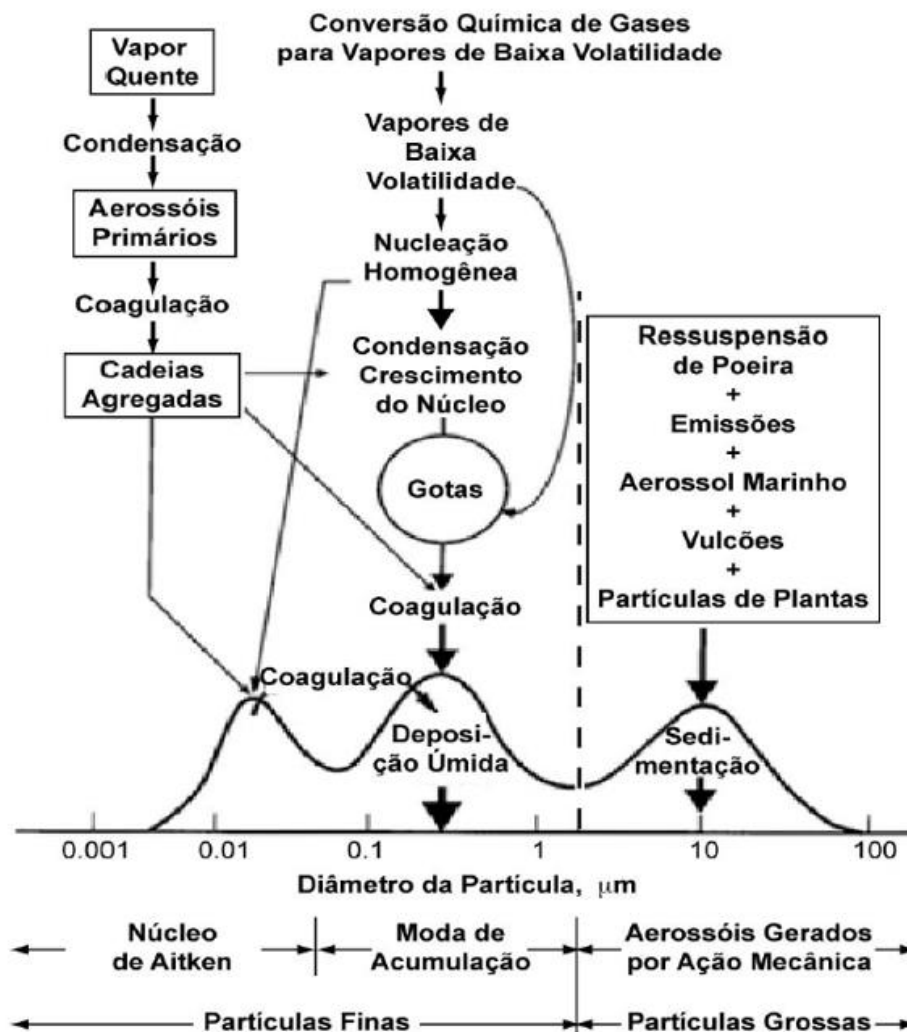 Vapor
Quente
Condensação
Aerossóis
Primários
Coagulação
Cadeias
Agregadas
Conversão Química de Gases
para Vapores de Baixa Volatilidade
Vapores de
Baixa
Volatilidade
Nucleação
Homogênea
Condensação
Crescimento
do Núcleo
Gotas
Coagulação
Ressuspensão
de Poeira
+
Emissões
+
Aerossol Marinho
+
Vulcões
+
Partículas de Plantas
Coagulação
Deposi-
ção Úmida
Sedi-
mentação
0.001 0.01 0.1 1 10 100
Diâmetro da Partícula, μm
Núcleo
de Aitken
Moda de
Acumulação
Aerossóis Gerados
por Ação Mecânica
Partículas Finas
Partículas Grossas